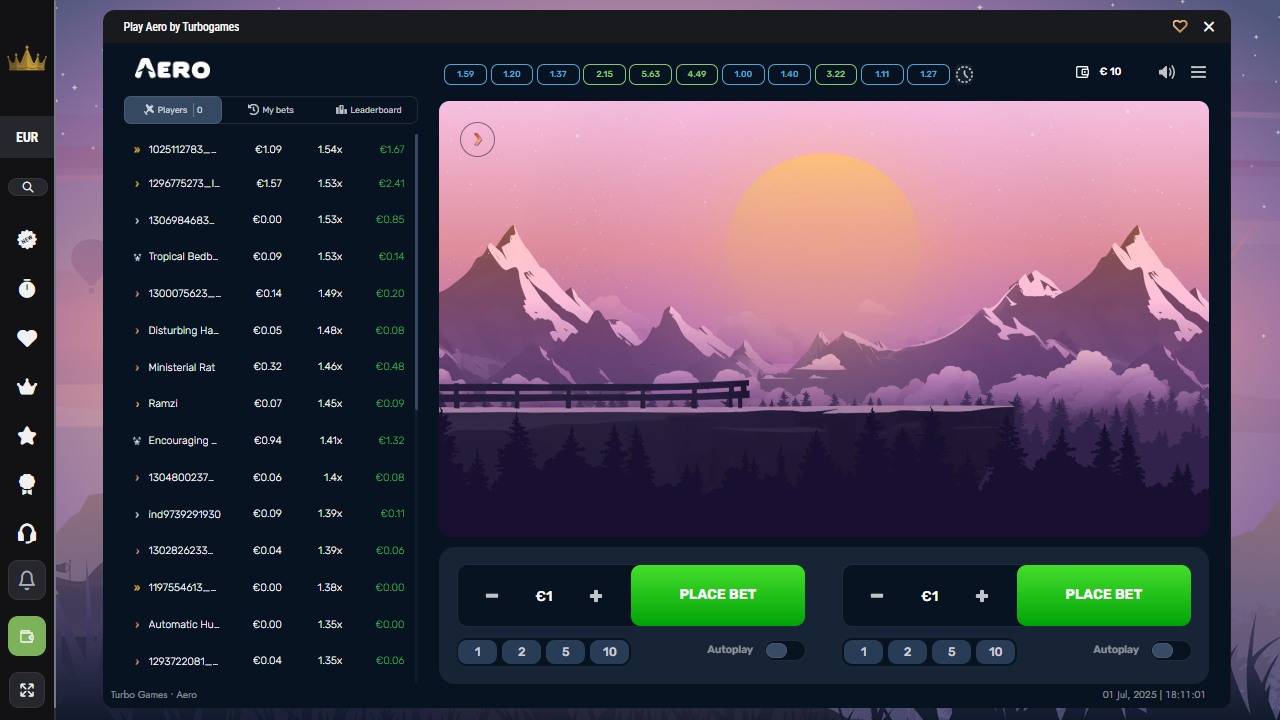 Play Aero by Turbogames
AERO
1.59 1.20 1.37 2.15 5.63 4.49 1.00 1.40 3.22 1.11 1.27
€ 10
EUR
NEW
Players | 0 My bets Leaderboard
1025112783__… €1.09 1.54x €1.67
1296775273_I… €1.57 1.53x €2.41
1306984683… €0.00 1.53x €0.85
Tropical Bedb… €0.09 1.53x €0.14
1300075623_… €0.14 1.49x €0.20
Disturbing Ha… €0.05 1.48x €0.08
Ministerial Rat €0.32 1.46x €0.48
Ramzi €0.07 1.45x €0.09
Encouraging … €0.94 1.41x €1.32
1304800237… €0.06 1.4x €0.08
ind9739291930 €0.09 1.39x €0.11
1302826233… €0.04 1.39x €0.06
1197554613_… €0.00 1.38x €0.00
Automatic Hu… €0.00 1.35x €0.00
1293722081_… €0.04 1.35x €0.06
− €1 + PLACE BET
1 2 5 10 Autoplay
− €1 + PLACE BET
1 2 5 10 Autoplay
Turbo Games · Aero
01 Jul, 2025 | 18:11:01